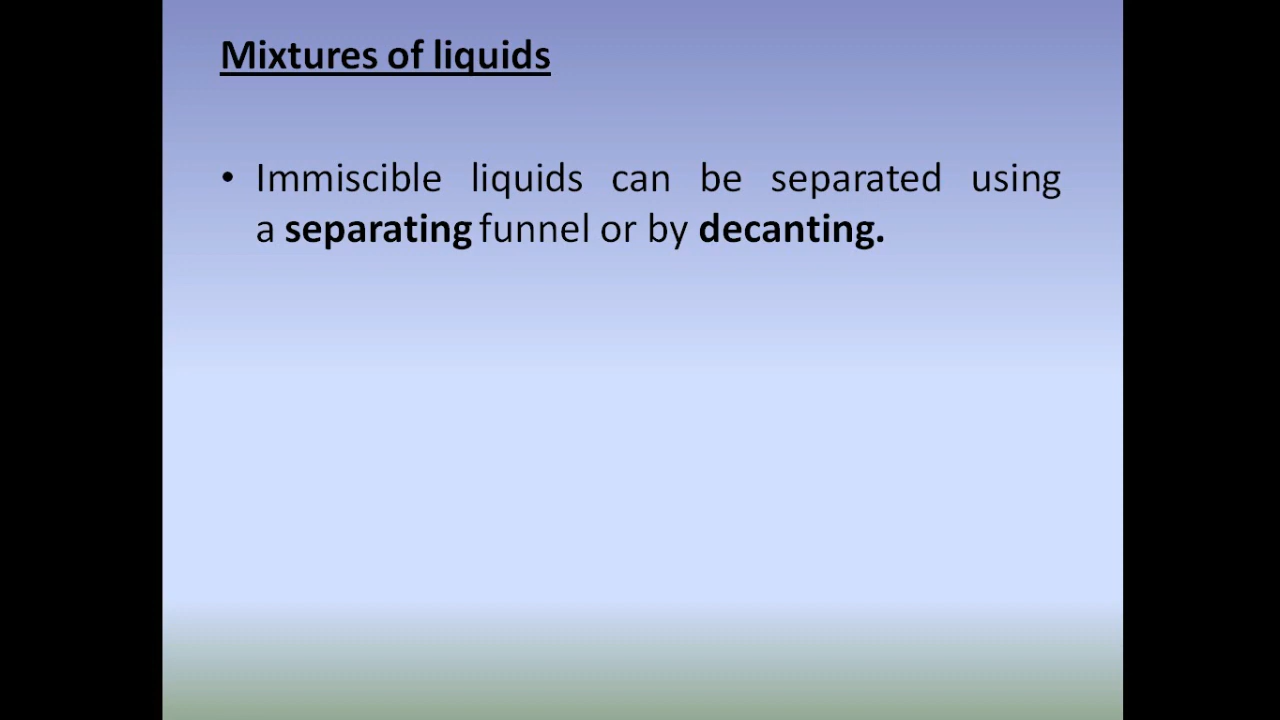 Mixtures of liquids
• Immiscible liquids can be separated using
a separating funnel or by decanting.